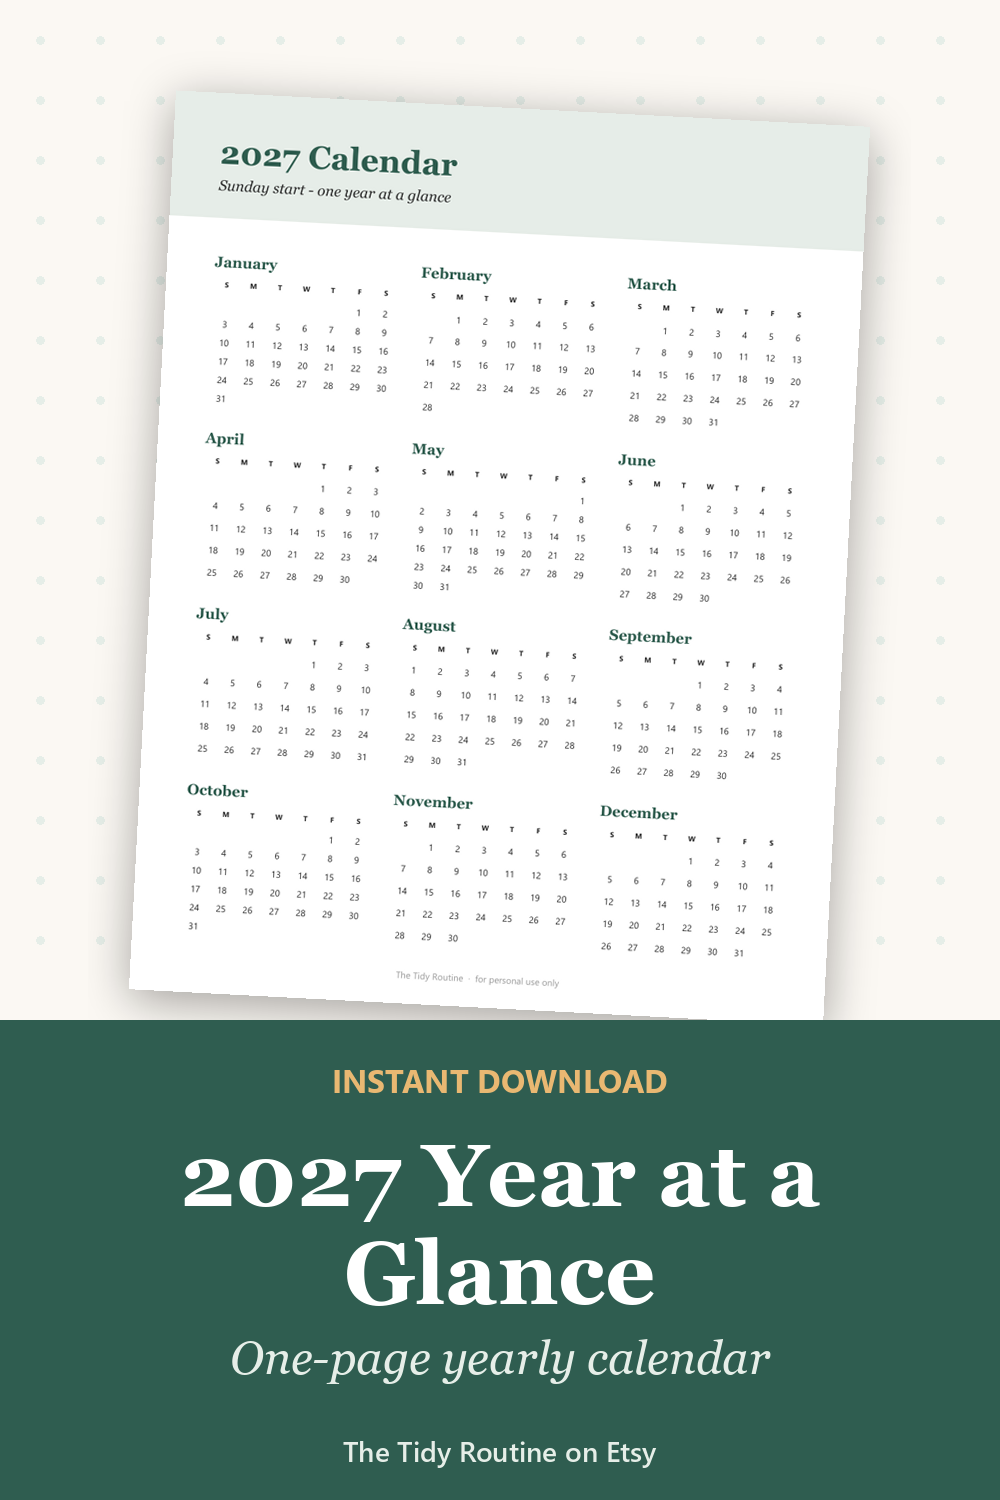 2027 Calendar
Sunday start - one year at a glance
January
S M T W T F S
1 2
3 4 5 6 7 8 9
10 11 12 13 14 15 16
17 18 19 20 21 22 23
24 25 26 27 28 29 30
31
February
S M T W T F S
1 2 3 4 5 6
7 8 9 10 11 12 13
14 15 16 17 18 19 20
21 22 23 24 25 26 27
28
March
S M T W T F S
1 2 3 4 5 6
7 8 9 10 11 12 13
14 15 16 17 18 19 20
21 22 23 24 25 26 27
28 29 30 31
April
S M T W T F S
1 2 3
4 5 6 7 8 9 10
11 12 13 14 15 16 17
18 19 20 21 22 23 24
25 26 27 28 29 30
May
S M T W T F S
1
2 3 4 5 6 7 8
9 10 11 12 13 14 15
16 17 18 19 20 21 22
23 24 25 26 27 28 29
30 31
June
S M T W T F S
1 2 3 4 5
6 7 8 9 10 11 12
13 14 15 16 17 18 19
20 21 22 23 24 25 26
27 28 29 30
July
S M T W T F S
1 2 3
4 5 6 7 8 9 10
11 12 13 14 15 16 17
18 19 20 21 22 23 24
25 26 27 28 29 30 31
August
S M T W T F S
1 2 3 4 5 6 7
8 9 10 11 12 13 14
15 16 17 18 19 20 21
22 23 24 25 26 27 28
29 30 31
September
S M T W T F S
1 2 3 4
5 6 7 8 9 10 11
12 13 14 15 16 17 18
19 20 21 22 23 24 25
26 27 28 29 30
October
S M T W T F S
1 2
3 4 5 6 7 8 9
10 11 12 13 14 15 16
17 18 19 20 21 22 23
24 25 26 27 28 29 30
31
November
S M T W T F S
1 2 3 4 5 6
7 8 9 10 11 12 13
14 15 16 17 18 19 20
21 22 23 24 25 26 27
28 29 30
December
S M T W T F S
1 2 3 4
5 6 7 8 9 10 11
12 13 14 15 16 17 18
19 20 21 22 23 24 25
26 27 28 29 30 31
The Tidy Routine · for personal use only
INSTANT DOWNLOAD
2027 Year at a
Glance
One-page yearly calendar
The Tidy Routine on Etsy